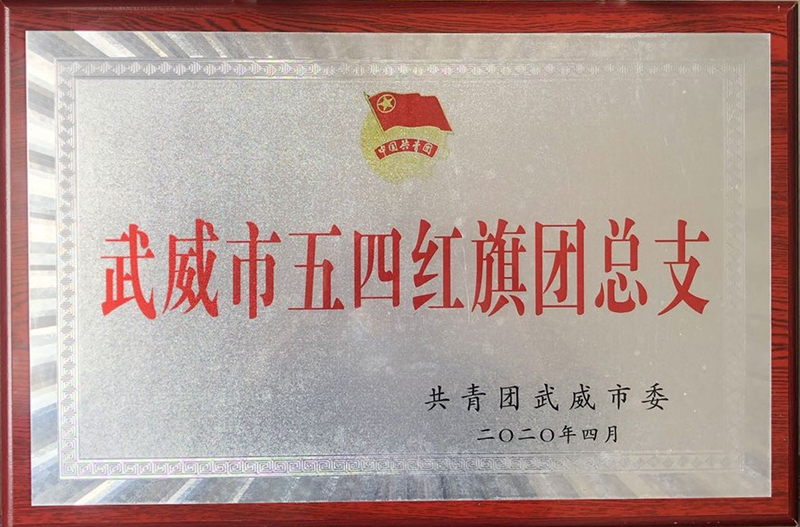 中国共青团
武威市五四红旗团总支
共青团武威市委
二〇二〇年四月